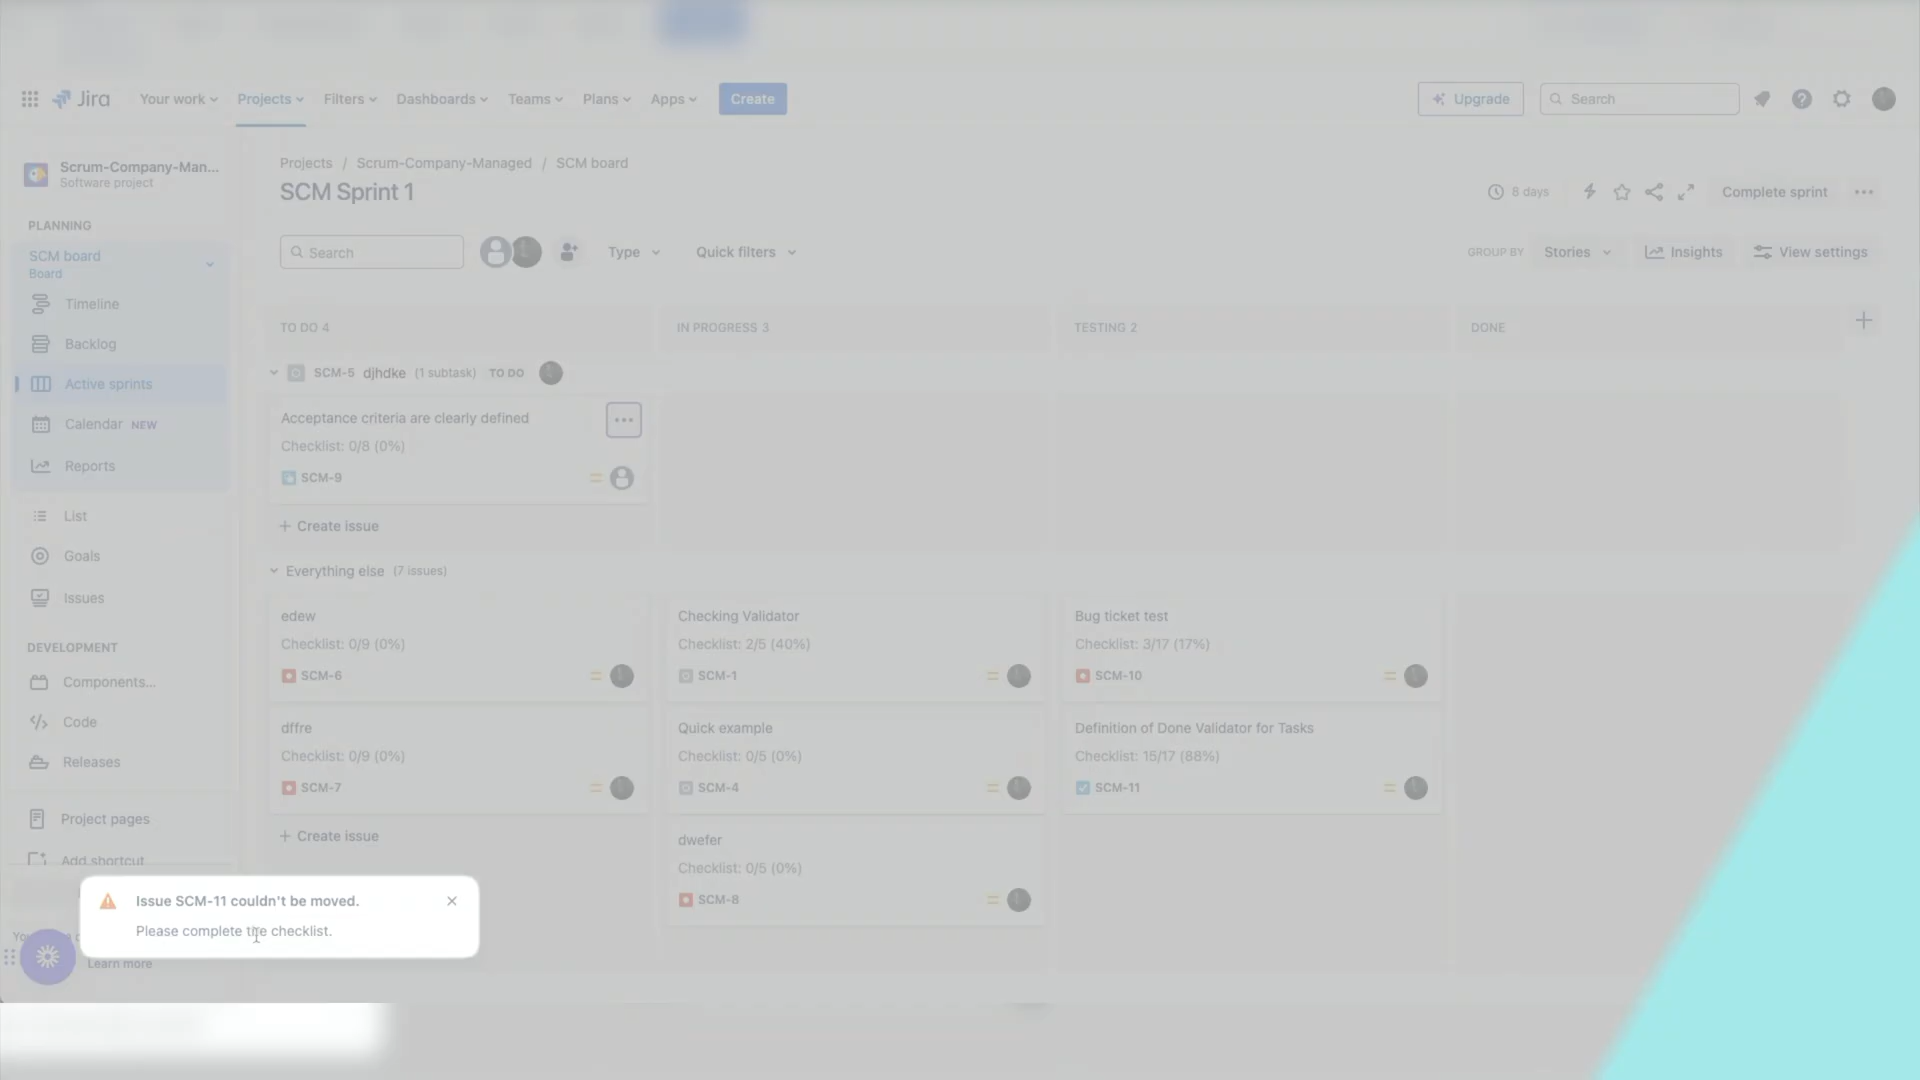 Jira
Your work
Projects
Filters
Dashboards
Teams
Plans
Apps
Create
Upgrade
Search
Scrum-Company-Man...
Software project
PLANNING
SCM board
Board
Timeline
Backlog
Active sprints
Calendar NEW
Reports
List
Goals
Issues
DEVELOPMENT
Components...
Code
Releases
Project pages
Add shortcut
Projects / Scrum-Company-Managed / SCM board
SCM Sprint 1
8 days
Complete sprint
Search
Type
Quick filters
GROUP BY
Stories
Insights
View settings
TO DO 4
IN PROGRESS 3
TESTING 2
DONE
SCM-5 djhdke (1 subtask) TO DO
Acceptance criteria are clearly defined
Checklist: 0/8 (0%)
SCM-9
+ Create issue
Everything else (7 issues)
edew
Checklist: 0/9 (0%)
SCM-6
dffre
Checklist: 0/9 (0%)
SCM-7
+ Create issue
Checking Validator
Checklist: 2/5 (40%)
SCM-1
Quick example
Checklist: 0/5 (0%)
SCM-4
dwefer
Checklist: 0/5 (0%)
SCM-8
Bug ticket test
Checklist: 3/17 (17%)
SCM-10
Definition of Done Validator for Tasks
Checklist: 15/17 (88%)
SCM-11
Issue SCM-11 couldn't be moved.
Please complete the checklist.
Learn more